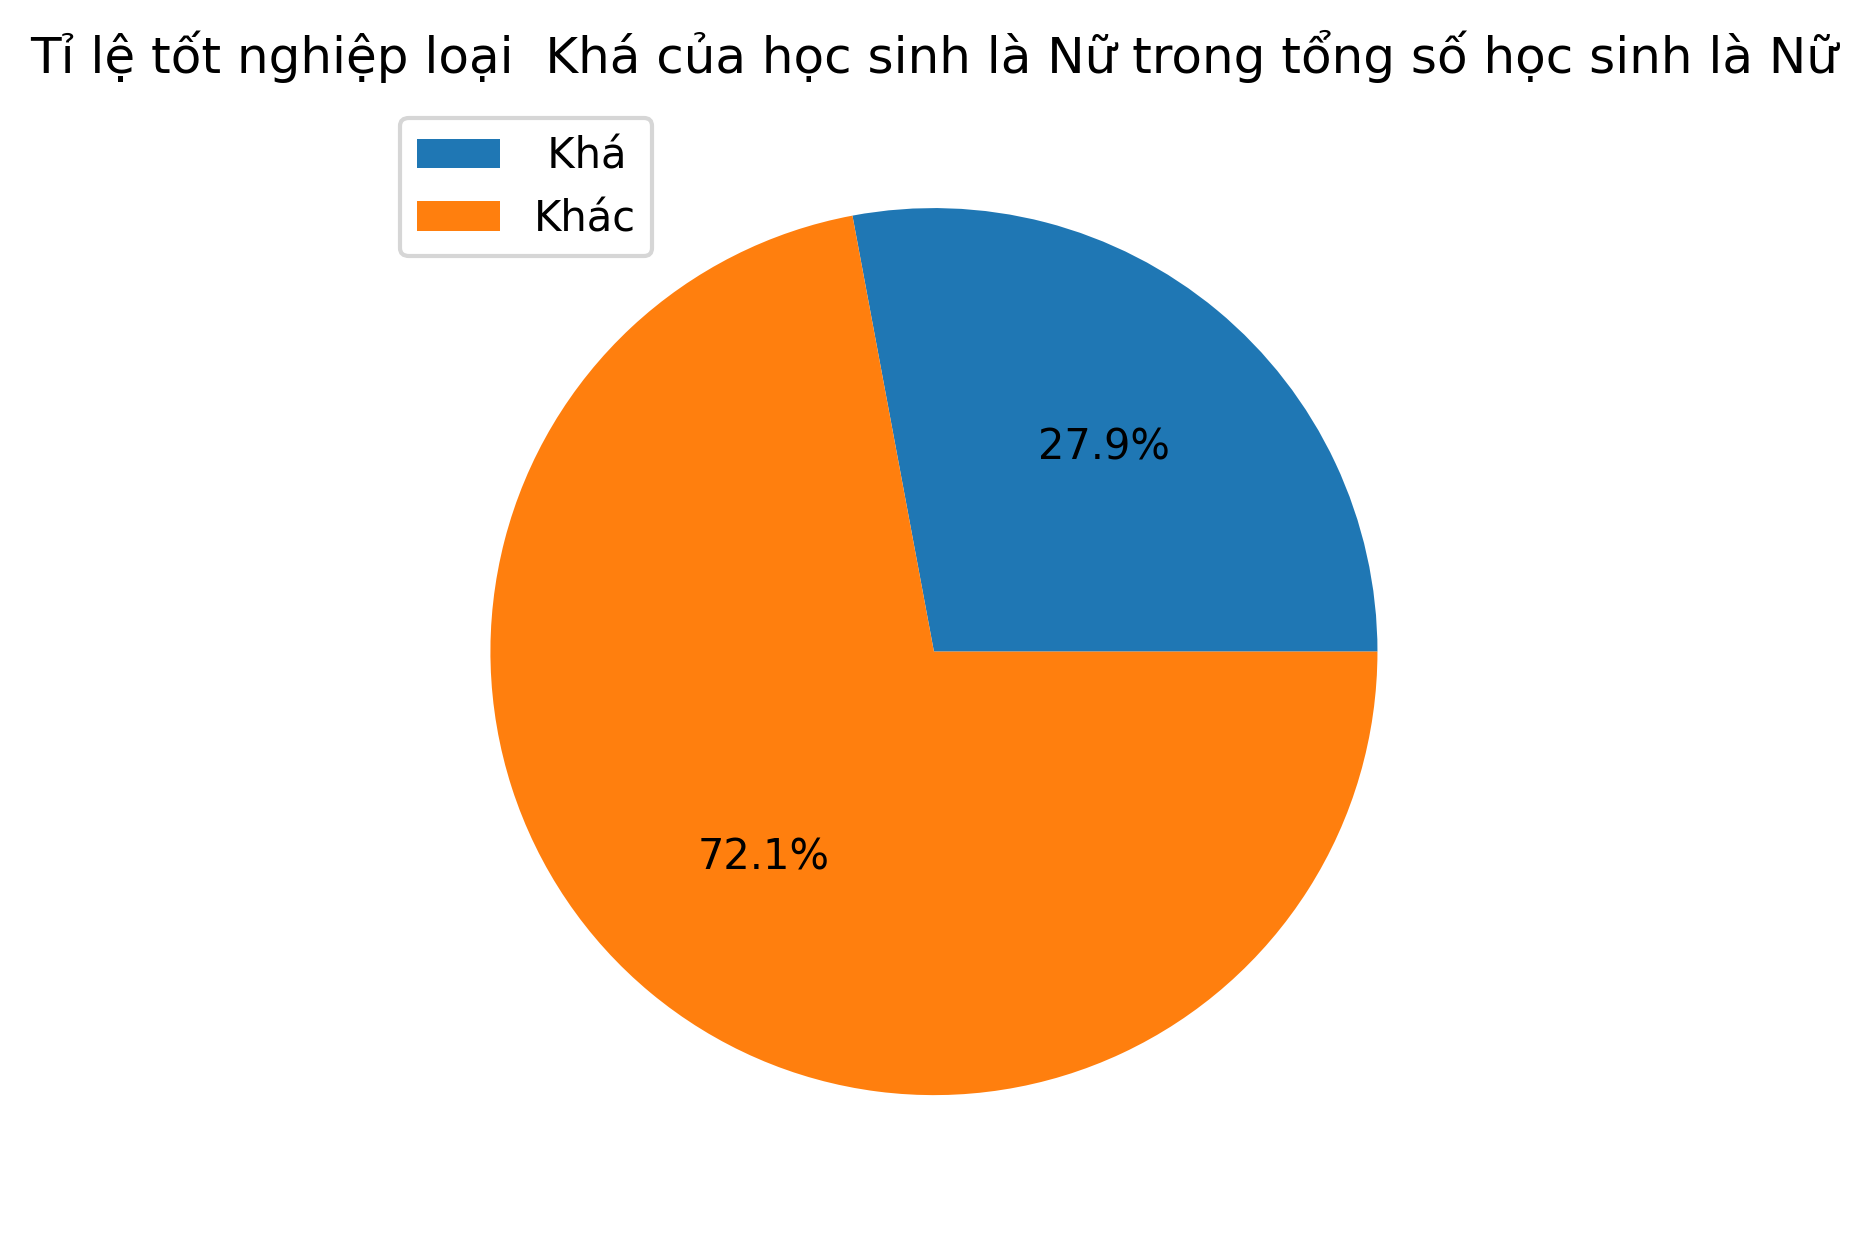 Tỉ lệ tốt nghiệp loại  Khá của học sinh là Nữ trong tổng số học sinh là Nữ
Khá
Khác
27.9%
72.1%